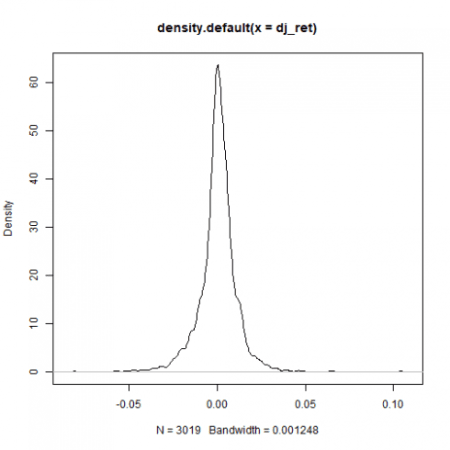 density.default(x = dj_ret)
60
50
40
30
20
10
0
Density
-0.05 0.00 0.05 0.10
N = 3019 Bandwidth = 0.001248